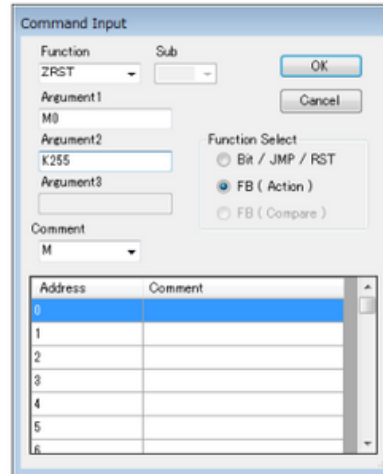 Command Input
Function Sub
ZRST
OK
Argument1
Cancel
M0
Argument2
Function Select
K255
Bit / JMP / RST
Argument3
FB ( Action )
FB ( Compare )
Comment
M
Address Comment
0
1
2
3
4
5
6